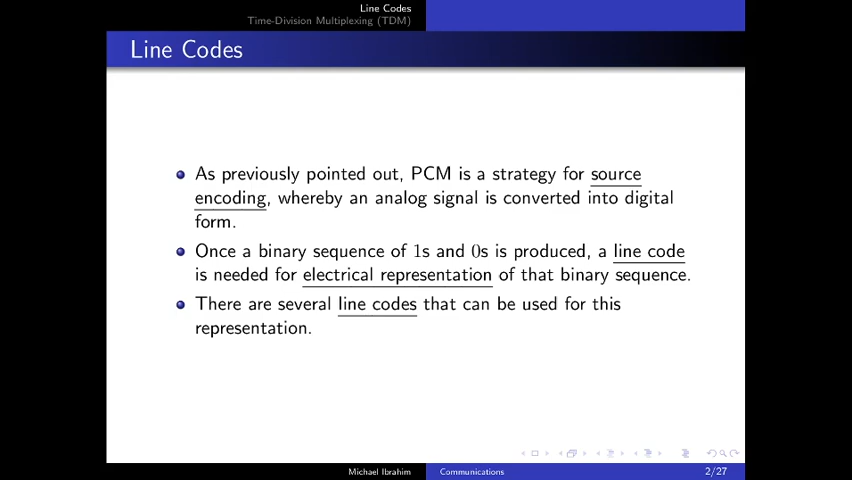 Line Codes
Time-Division Multiplexing (TDM)
Line Codes
As previously pointed out, PCM is a strategy for source
encoding, whereby an analog signal is converted into digital
form.
Once a binary sequence of 1s and 0s is produced, a line code
is needed for electrical representation of that binary sequence.
There are several line codes that can be used for this
representation.
Michael Ibrahim Communications 2/27